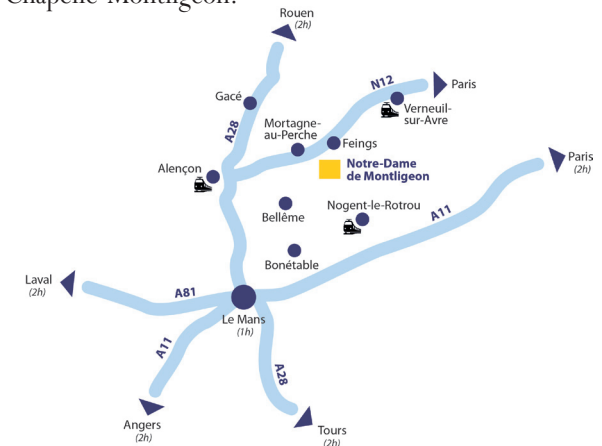 Chapelle-Montligeon.
Rouen
(2h)
N12
Paris
Gacé
Verneuil-
sur-Avre
A28
Mortagne-
au-Perche
Feings
Alençon
Notre-Dame
de Montligeon
Paris
(2h)
Bellême
Nogent-le-Rotrou
A11
Bonétable
Laval
(2h)
A81
Le Mans
(1h)
A11
A28
Angers
(2h)
Tours
(2h)